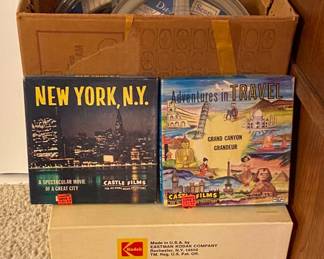 NEW YORK, N.Y.
A SPECTACULAR MOVIE
OF A GREAT CITY
CASTLE FILMS
Adventures in TRAVEL
GRAND CANYON
GRANDEUR
CASTLE FILMS
Kodak
Made in U.S.A. by
EASTMAN KODAK COMPANY
Rochester, N.Y. 14650
TM. Reg. U.S. Pat. Off.